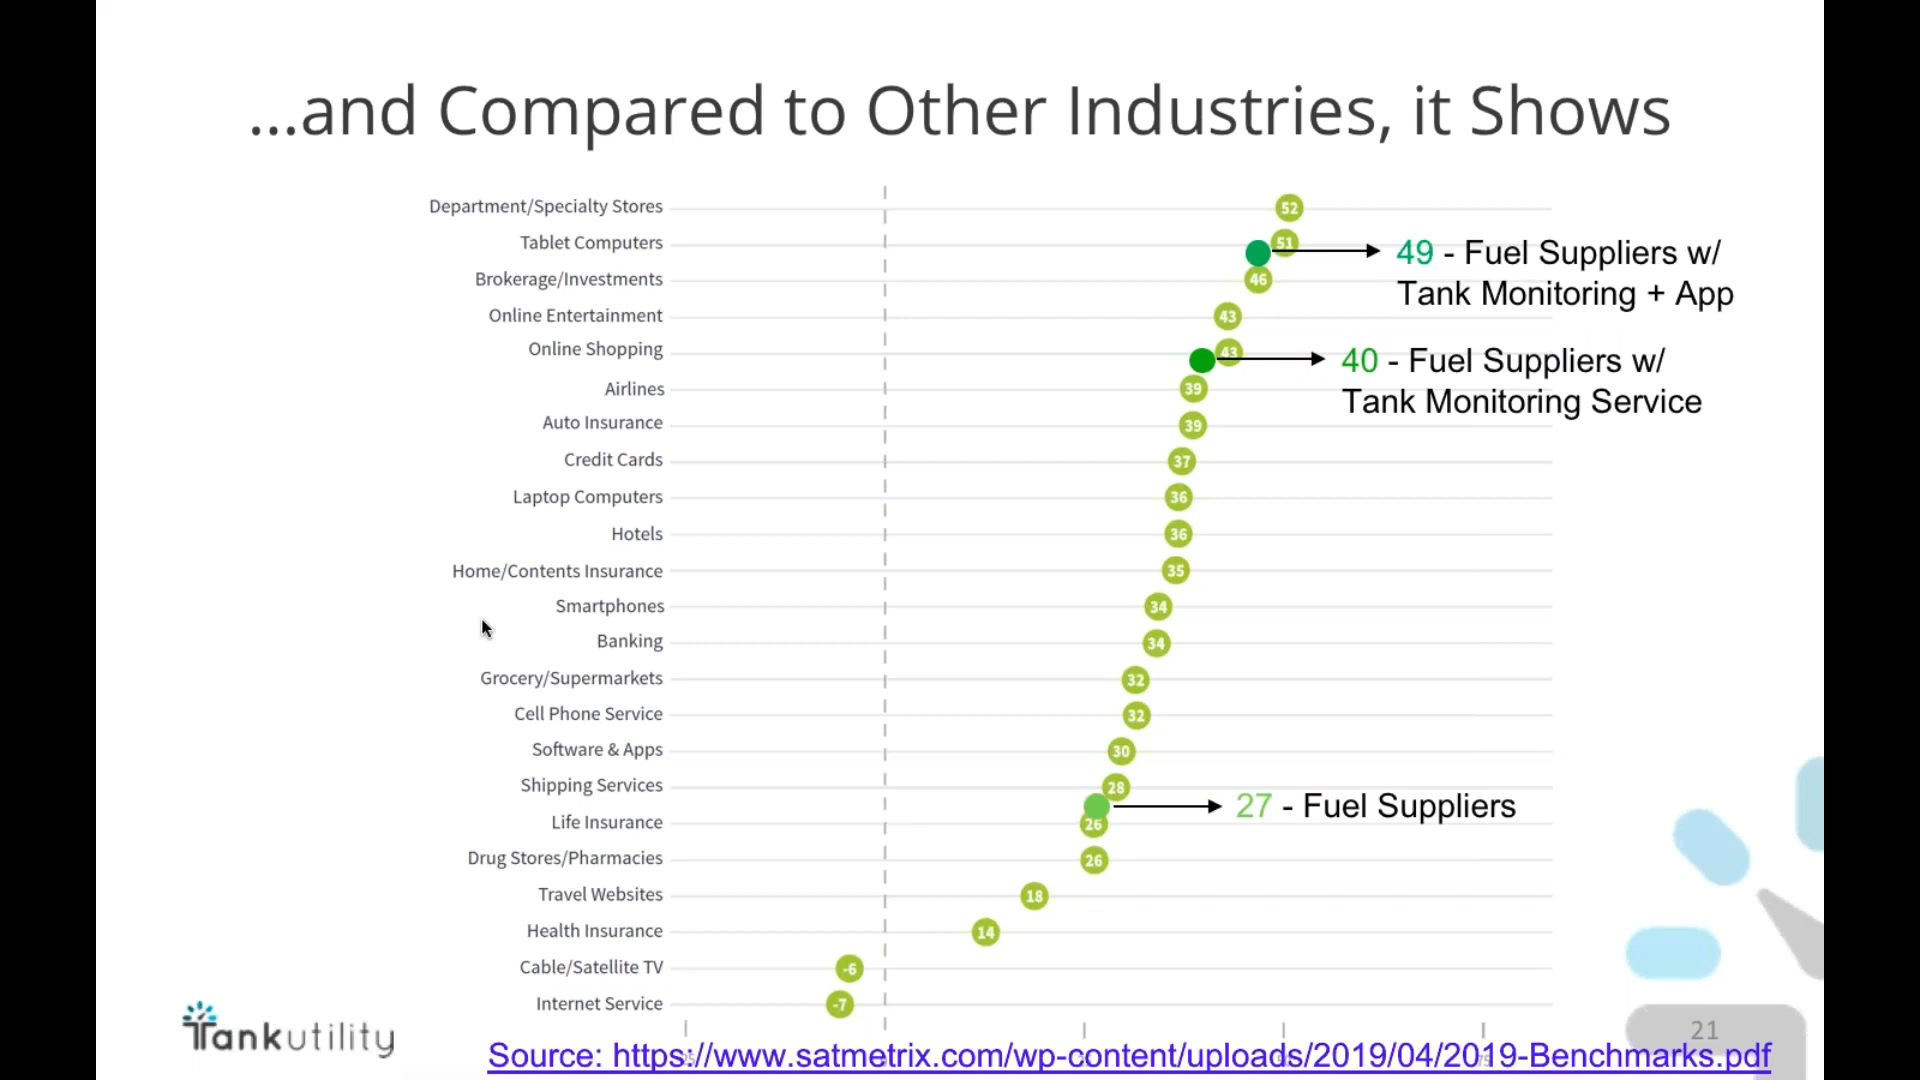 ...and Compared to Other Industries, it Shows
Department/Specialty Stores 52
Tablet Computers 51
49 - Fuel Suppliers w/
Tank Monitoring + App
Brokerage/Investments 46
Online Entertainment 43
Online Shopping 43
40 - Fuel Suppliers w/
Tank Monitoring Service
Airlines 39
Auto Insurance 39
Credit Cards 37
Laptop Computers 36
Hotels 36
Home/Contents Insurance 35
Smartphones 34
Banking 34
Grocery/Supermarkets 32
Cell Phone Service 32
Software & Apps 30
Shipping Services 28
27 - Fuel Suppliers
Life Insurance 26
Drug Stores/Pharmacies 26
Travel Websites 18
Health Insurance 14
Cable/Satellite TV -6
Internet Service -7
Tankutility
21
Source: https://www.satmetrix.com/wp-content/uploads/2019/04/2019-Benchmarks.pdf